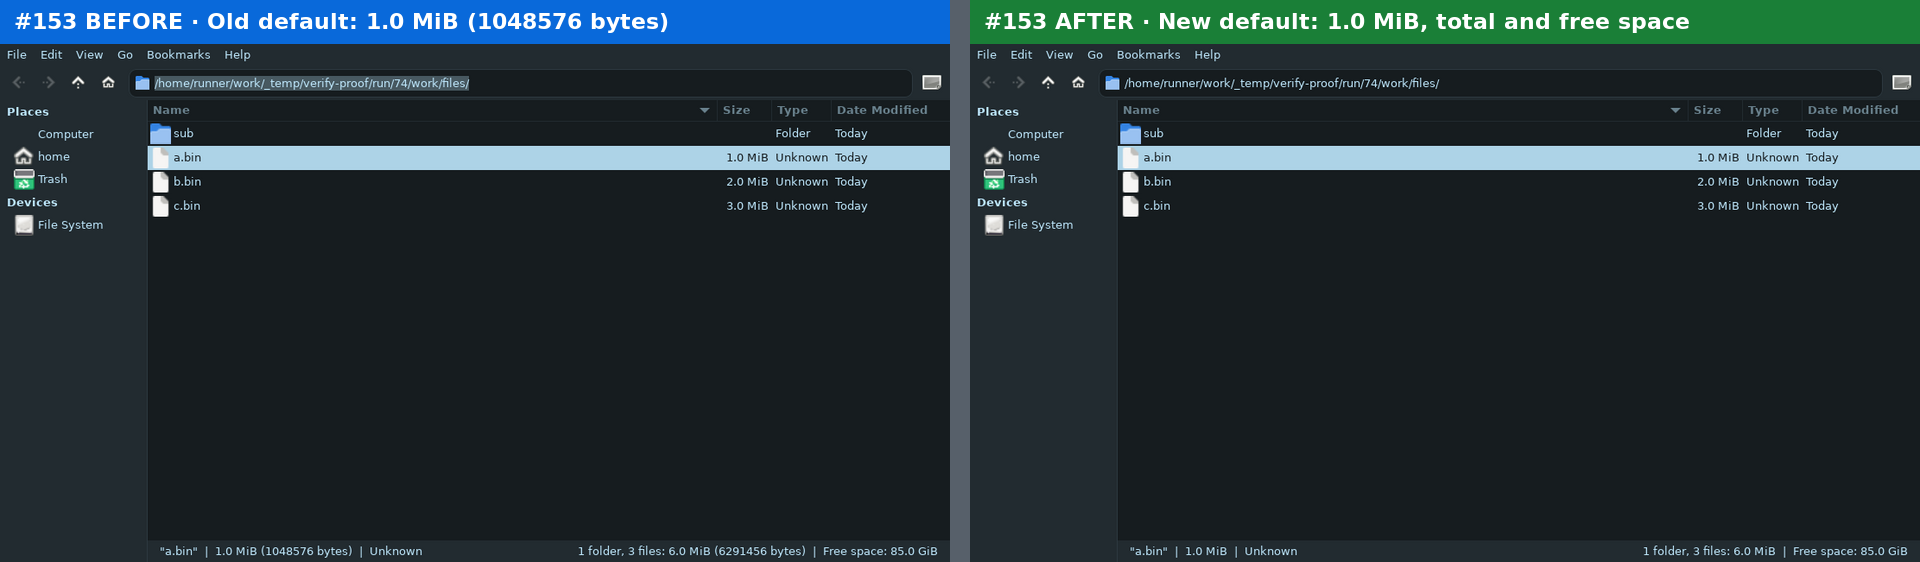 #153 BEFORE · Old default: 1.0 MiB (1048576 bytes)
File Edit View Go Bookmarks Help
/home/runner/work/_temp/verify-proof/run/74/work/files/
Places
Computer
home
Trash
Devices
File System
Name Size Type Date Modified
sub Folder Today
a.bin 1.0 MiB Unknown Today
b.bin 2.0 MiB Unknown Today
c.bin 3.0 MiB Unknown Today
"a.bin" | 1.0 MiB (1048576 bytes) | Unknown 1 folder, 3 files: 6.0 MiB (6291456 bytes) | Free space: 85.0 GiB
#153 AFTER · New default: 1.0 MiB, total and free space
File Edit View Go Bookmarks Help
/home/runner/work/_temp/verify-proof/run/74/work/files/
Places
Computer
home
Trash
Devices
File System
Name Size Type Date Modified
sub Folder Today
a.bin 1.0 MiB Unknown Today
b.bin 2.0 MiB Unknown Today
c.bin 3.0 MiB Unknown Today
"a.bin" | 1.0 MiB | Unknown 1 folder, 3 files: 6.0 MiB | Free space: 85.0 GiB